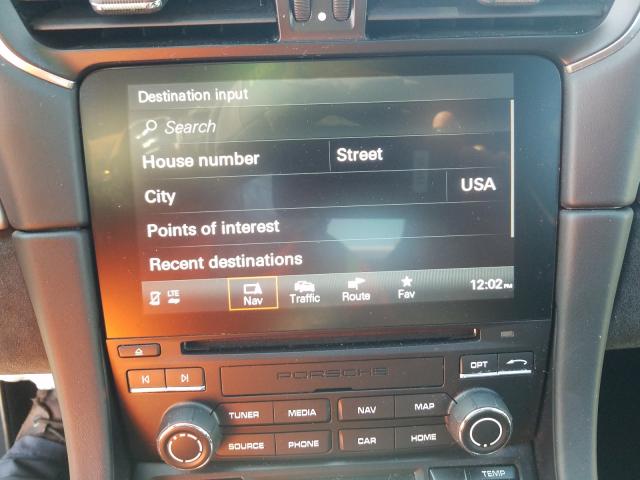 Destination input
Search
House number Street
City USA
Points of interest
Recent destinations
LTE Nav Traffic Route Fav 12:02 PM
PORSCHE OPT
TUNER MEDIA NAV MAP
SOURCE PHONE CAR HOME
TEMP